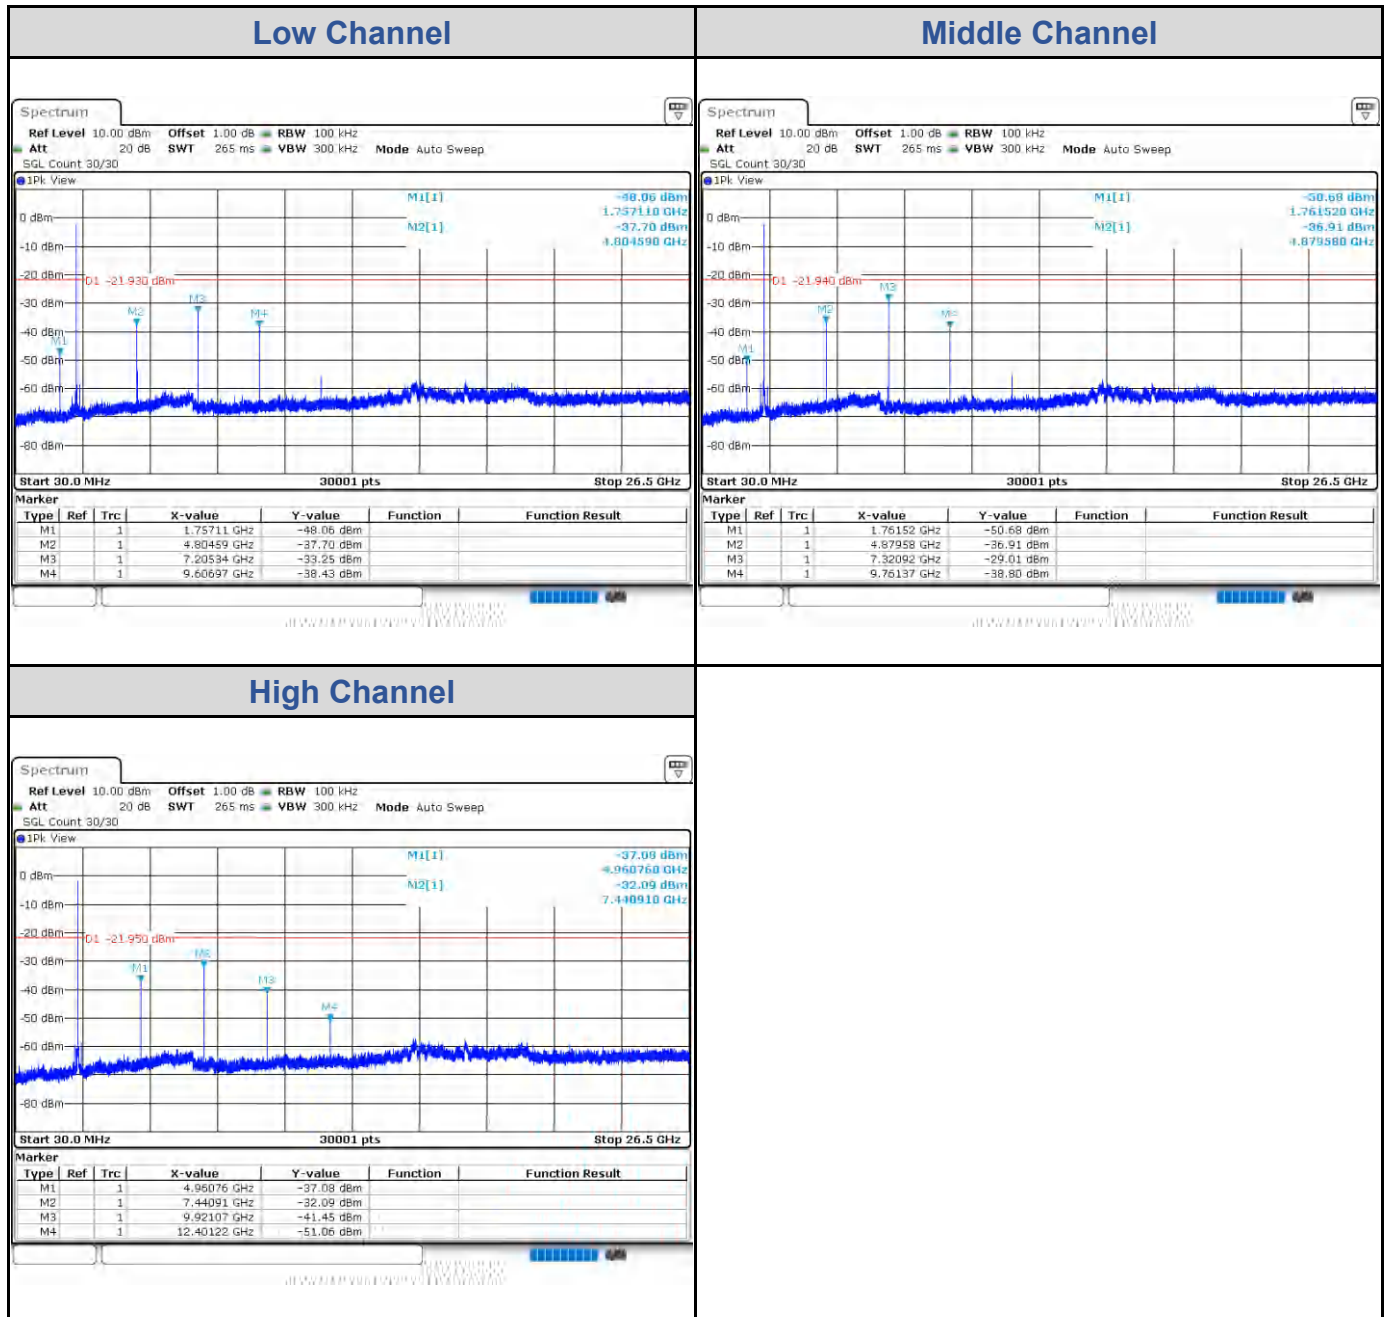 Low Channel
Spectrum
Ref Level 10.00 dBm Offset 1.00 dB RBW 100 kHz
Att 20 dB SWT 265 ms VBW 300 kHz Mode Auto Sweep
SGL Count 30/30
1Pk View
M1[1] -48.06 dBm
1.757110 GHz
M2[1] -37.70 dBm
4.804590 GHz
0 dBm
-10 dBm
-20 dBm
D1 -21.930 dBm
-30 dBm
M3
M2
M4
-40 dBm
M1
-50 dBm
-60 dBm
-80 dBm
Start 30.0 MHz 30001 pts Stop 26.5 GHz
Marker
Type Ref Trc X-value Y-value Function Function Result
M1 1 1.75711 GHz -48.06 dBm
M2 1 4.80459 GHz -37.70 dBm
M3 1 7.20534 GHz -33.25 dBm
M4 1 9.60697 GHz -38.43 dBm
Middle Channel
Spectrum
Ref Level 10.00 dBm Offset 1.00 dB RBW 100 kHz
Att 20 dB SWT 265 ms VBW 300 kHz Mode Auto Sweep
SGL Count 30/30
1Pk View
M1[1] -50.68 dBm
1.761520 GHz
M2[1] -36.91 dBm
4.879580 GHz
0 dBm
-10 dBm
-20 dBm
D1 -21.940 dBm
M3
-30 dBm
M2
M4
-40 dBm
M1
-50 dBm
-60 dBm
-80 dBm
Start 30.0 MHz 30001 pts Stop 26.5 GHz
Marker
Type Ref Trc X-value Y-value Function Function Result
M1 1 1.76152 GHz -50.68 dBm
M2 1 4.87958 GHz -36.91 dBm
M3 1 7.32092 GHz -29.01 dBm
M4 1 9.76137 GHz -38.80 dBm
High Channel
Spectrum
Ref Level 10.00 dBm Offset 1.00 dB RBW 100 kHz
Att 20 dB SWT 265 ms VBW 300 kHz Mode Auto Sweep
SGL Count 30/30
1Pk View
M1[1] -37.08 dBm
4.960760 GHz
M2[1] -32.09 dBm
7.440910 GHz
0 dBm
-10 dBm
-20 dBm
D1 -21.950 dBm
M2
-30 dBm
M1
M3
-40 dBm
M4
-50 dBm
-60 dBm
-80 dBm
Start 30.0 MHz 30001 pts Stop 26.5 GHz
Marker
Type Ref Trc X-value Y-value Function Function Result
M1 1 4.96076 GHz -37.08 dBm
M2 1 7.44091 GHz -32.09 dBm
M3 1 9.92107 GHz -41.45 dBm
M4 1 12.40122 GHz -51.06 dBm